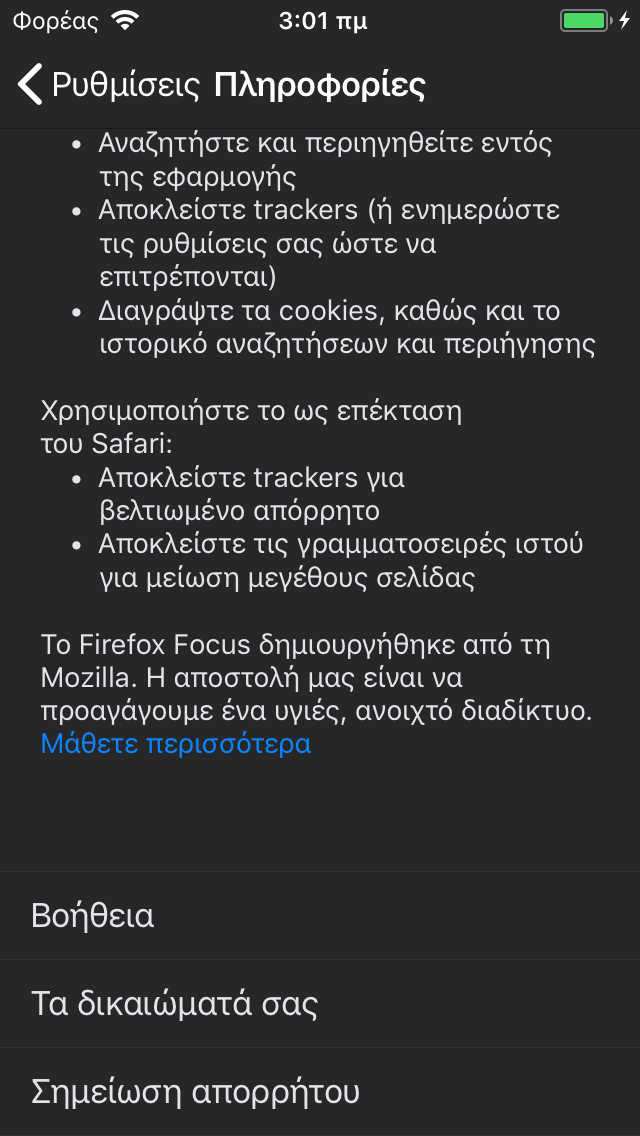 Φορέας 3:01 πμ
Ρυθμίσεις Πληροφορίες
• Αναζητήστε και περιηγηθείτε εντός
της εφαρμογής
• Αποκλείστε trackers (ή ενημερώστε
τις ρυθμίσεις σας ώστε να
επιτρέπονται)
• Διαγράψτε τα cookies, καθώς και το
ιστορικό αναζητήσεων και περιήγησης
Χρησιμοποιήστε το ως επέκταση
του Safari:
• Αποκλείστε trackers για
βελτιωμένο απόρρητο
• Αποκλείστε τις γραμματοσειρές ιστού
για μείωση μεγέθους σελίδας
Το Firefox Focus δημιουργήθηκε από τη
Mozilla. Η αποστολή μας είναι να
προαγάγουμε ένα υγιές, ανοιχτό διαδίκτυο.
Μάθετε περισσότερα
Βοήθεια
Τα δικαιώματά σας
Σημείωση απορρήτου